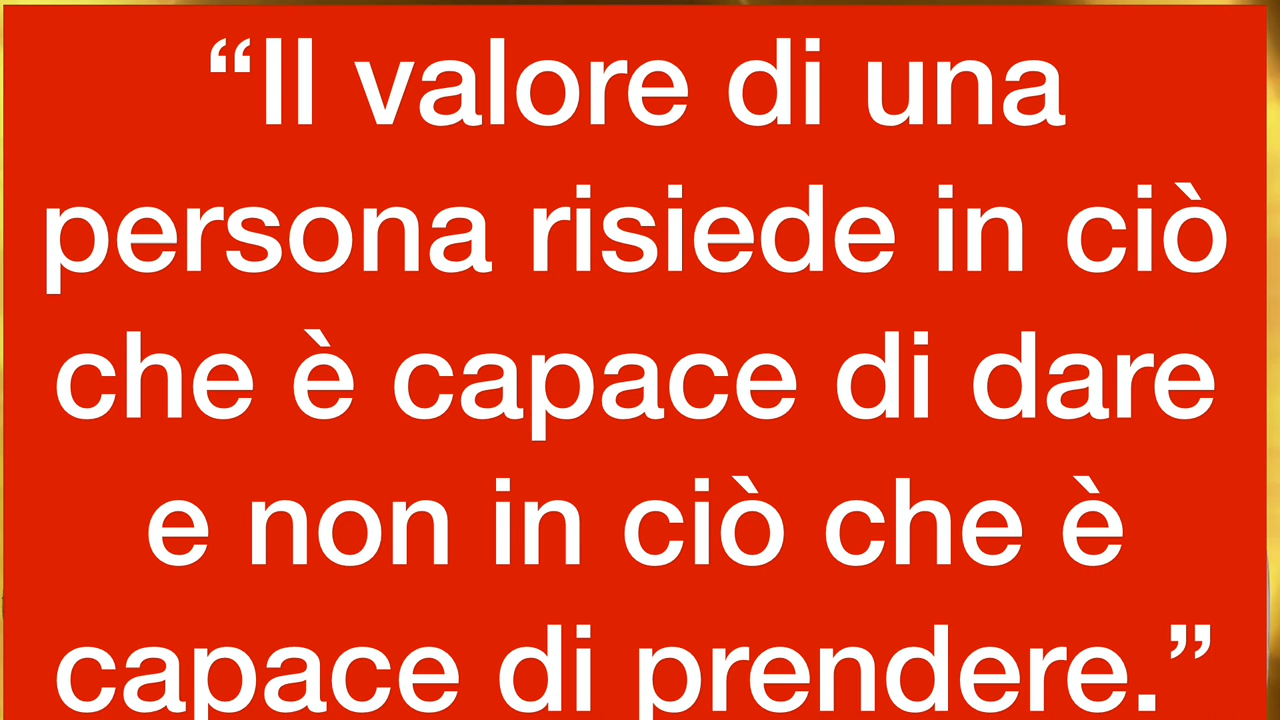 “Il valore di una
persona risiede in ciò
che è capace di dare
e non in ciò che è
capace di prendere.”